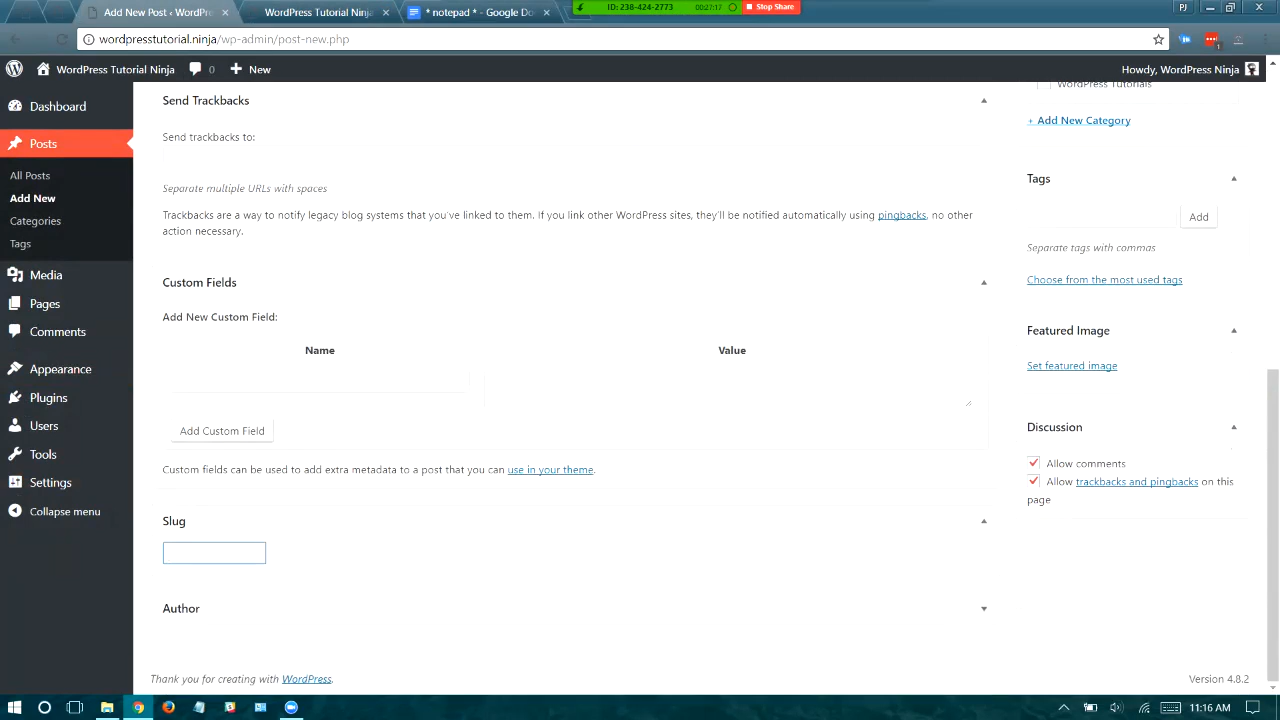 Add New Post ‹ WordPre
WordPress Tutorial Ninja
* notepad * - Google Do
ID: 238-424-2773
00:27:17
Stop Share
PJ
wordpresstutorial.ninja/wp-admin/post-new.php
1
WordPress Tutorial Ninja
0
New
Howdy, WordPress Ninja
Dashboard
Posts
All Posts
Add New
Categories
Tags
Media
Pages
Comments
Appearance
Plugins
Users
Tools
Settings
Collapse menu
Send Trackbacks
Send trackbacks to:
Separate multiple URLs with spaces
Trackbacks are a way to notify legacy blog systems that you've linked to them. If you link other WordPress sites, they'll be notified automatically using pingbacks, no other
action necessary.
Custom Fields
Add New Custom Field:
Name
Value
Add Custom Field
Custom fields can be used to add extra metadata to a post that you can use in your theme.
Slug
Author
Thank you for creating with WordPress.
Version 4.8.2
WordPress Tutorials
+ Add New Category
Tags
Add
Separate tags with commas
Choose from the most used tags
Featured Image
Set featured image
Discussion
Allow comments
Allow trackbacks and pingbacks on this
page
11:16 AM